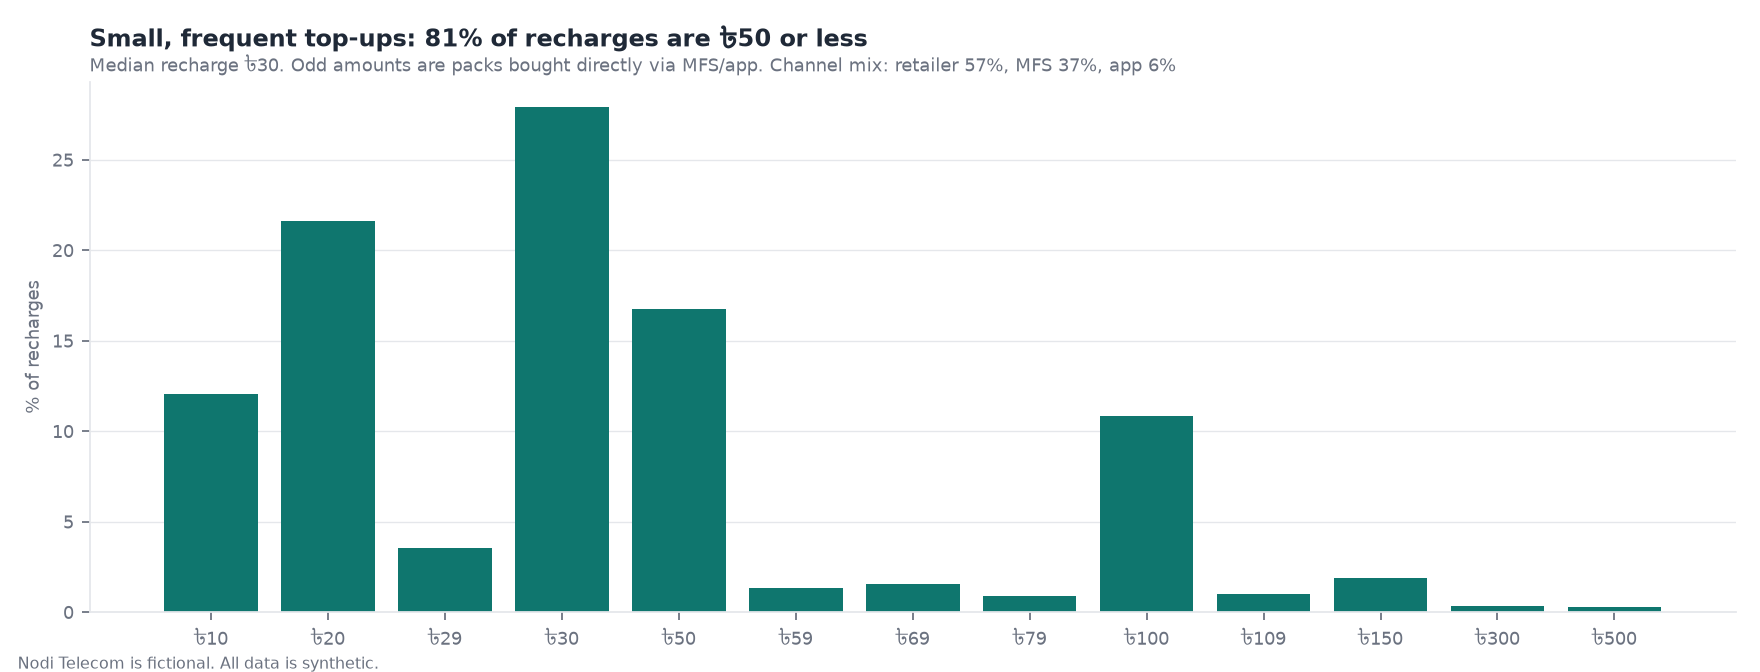 Small, frequent top-ups: 81% of recharges are ৳50 or less
Median recharge ৳30. Odd amounts are packs bought directly via MFS/app. Channel mix: retailer 57%, MFS 37%, app 6%
% of recharges
25
20
15
10
5
0
৳10 ৳20 ৳29 ৳30 ৳50 ৳59 ৳69 ৳79 ৳100 ৳109 ৳150 ৳300 ৳500
Nodi Telecom is fictional. All data is synthetic.